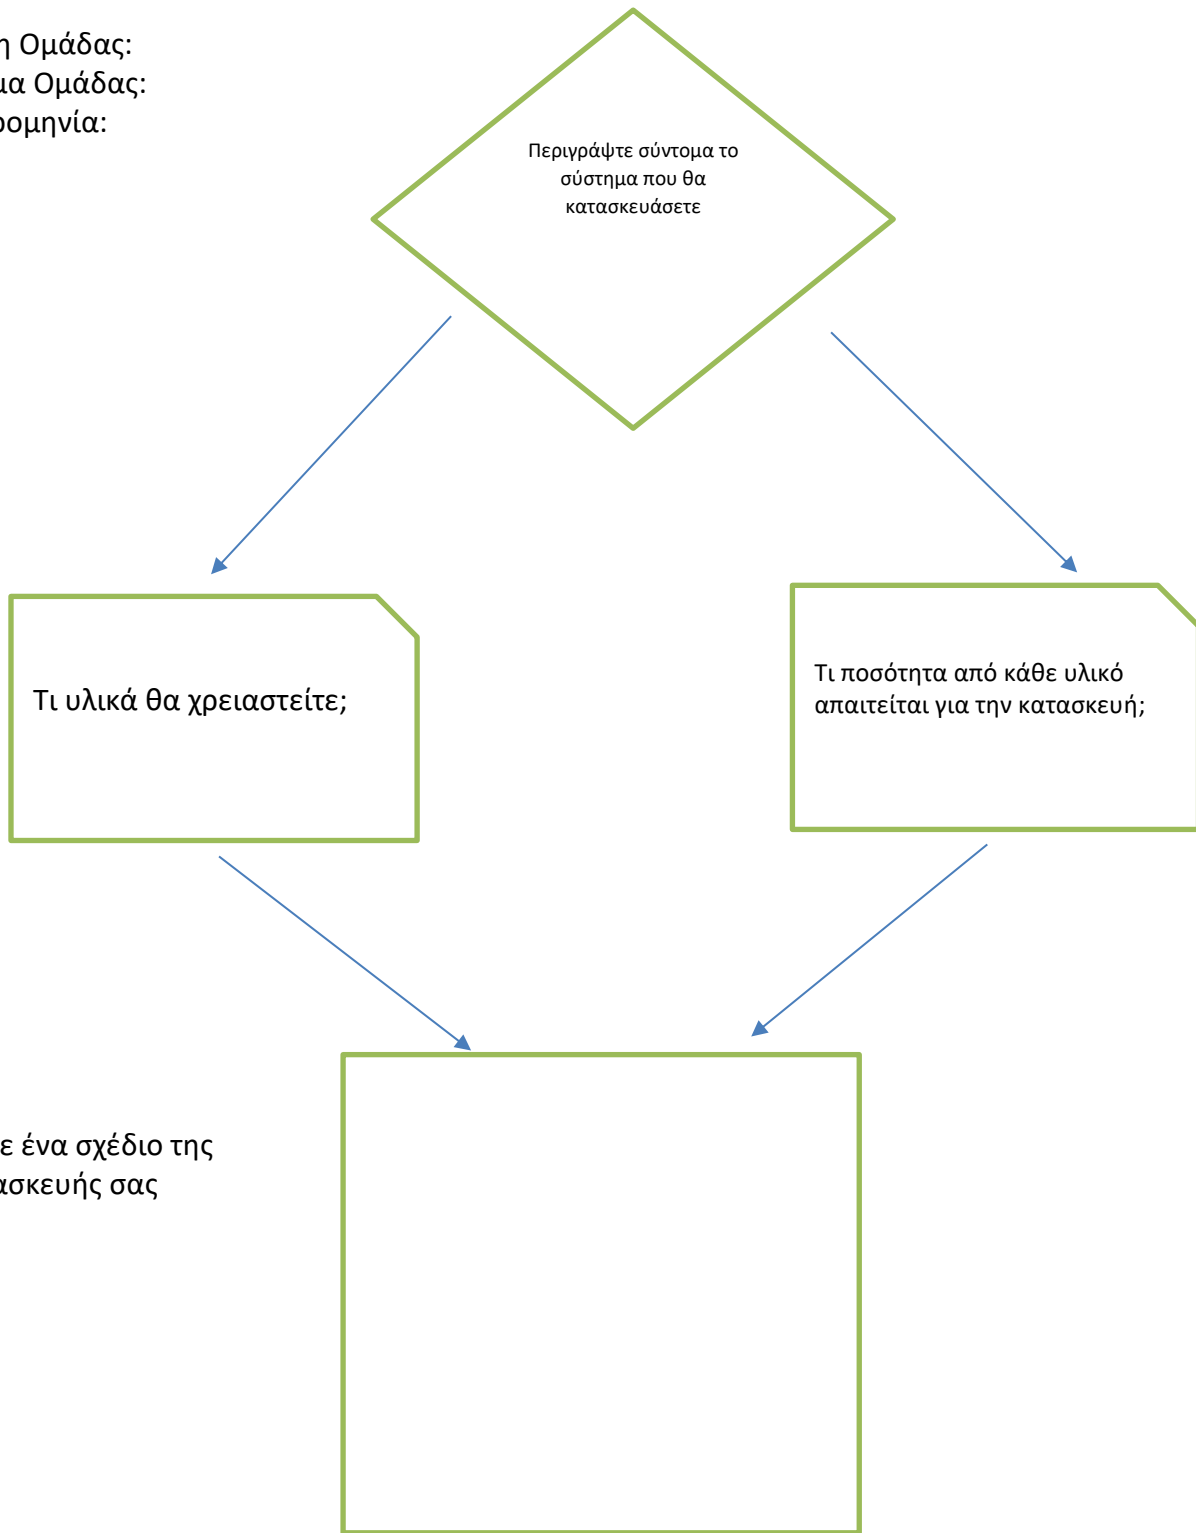 η Ομάδας:
μα Ομάδας:
ρομηνία:
Περιγράψτε σύντομα το
σύστημα που θα
κατασκευάσετε
Τι υλικά θα χρειαστείτε;
Τι ποσότητα από κάθε υλικό
απαιτείται για την κατασκευή;
ε ένα σχέδιο της
ασκευής σας